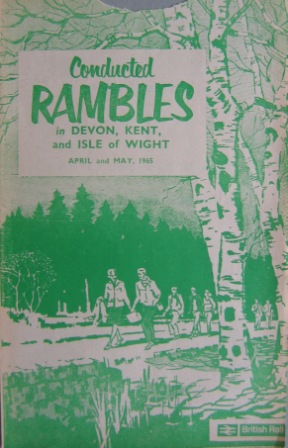 Conducted
RAMBLES
in DEVON, KENT,
and ISLE of WIGHT
APRIL and MAY, 1965
British Rail